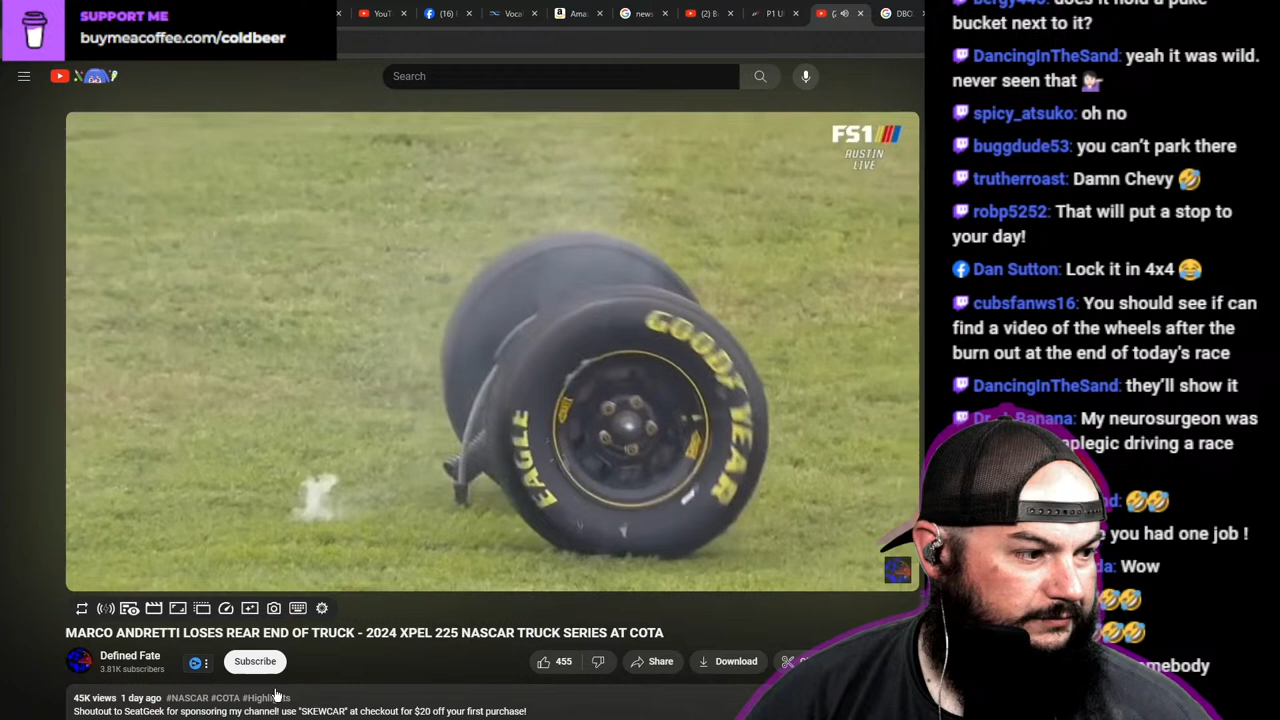 SUPPORT ME
buymeacoffee.com/coldbeer
Search
FS1
AUSTIN
LIVE
GOODYEAR
EAGLE
MARCO ANDRETTI LOSES REAR END OF TRUCK - 2024 XPEL 225 NASCAR TRUCK SERIES AT COTA
Defined Fate
3.81K subscribers
Subscribe
455
Share
Download
45K views 1 day ago #NASCAR #COTA #Highlights
Shoutout to SeatGeek for sponsoring my channel! use "SKEWCAR" at checkout for $20 off your first purchase!
bucket next to it?
DancingInTheSand: yeah it was wild.
never seen that
spicy_atsuko: oh no
buggdude53: you can't park there
trutherroast: Damn Chevy
robp5252: That will put a stop to
your day!
Dan Sutton: Lock it in 4x4
cubsfanws16: You should see if can
find a video of the wheels after the
burn out at the end of today's race
DancingInTheSand: they'll show it
Banana: My neurosurgeon was
driving a race
you had one job !
Wow